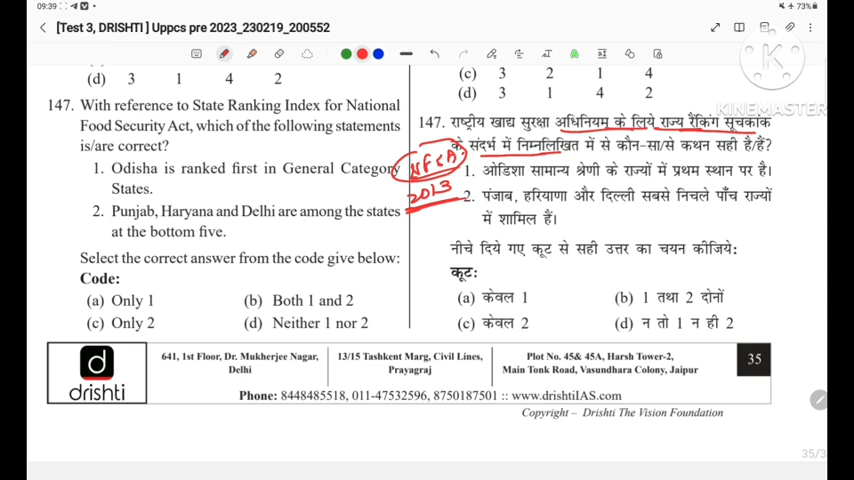 09:39
73%
[Test 3, DRISHTI ] Uppcs pre 2023_230219_200552
(d) 3 1 4 2
147. With reference to State Ranking Index for National
Food Security Act, which of the following statements
is/are correct?
1. Odisha is ranked first in General Category
States.
2. Punjab, Haryana and Delhi are among the states
at the bottom five.
Select the correct answer from the code give below:
Code:
(a) Only 1 (b) Both 1 and 2
(c) Only 2 (d) Neither 1 nor 2
(c) 3 2 1 4
(d) 3 1 4 2
147. राष्ट्रीय खाद्य सुरक्षा अधिनियम के लिये राज्य रैंकिंग सूचकांक
के संदर्भ में निम्नलिखित में से कौन-सा/से कथन सही है/हैं?
1. ओडिशा सामान्य श्रेणी के राज्यों में प्रथम स्थान पर है।
2. पंजाब, हरियाणा और दिल्ली सबसे निचले पाँच राज्यों
में शामिल हैं।
नीचे दिये गए कूट से सही उत्तर का चयन कीजिये:
कूट:
(a) केवल 1 (b) 1 तथा 2 दोनों
(c) केवल 2 (d) न तो 1 न ही 2
NFSA
2013
K
KINEMASTER
d
drishti
641, 1st Floor, Dr. Mukherjee Nagar,
Delhi
13/15 Tashkent Marg, Civil Lines,
Prayagraj
Plot No. 45& 45A, Harsh Tower-2,
Main Tonk Road, Vasundhara Colony, Jaipur
35
Phone: 8448485518, 011-47532596, 8750187501 :: www.drishtiIAS.com
Copyright – Drishti The Vision Foundation